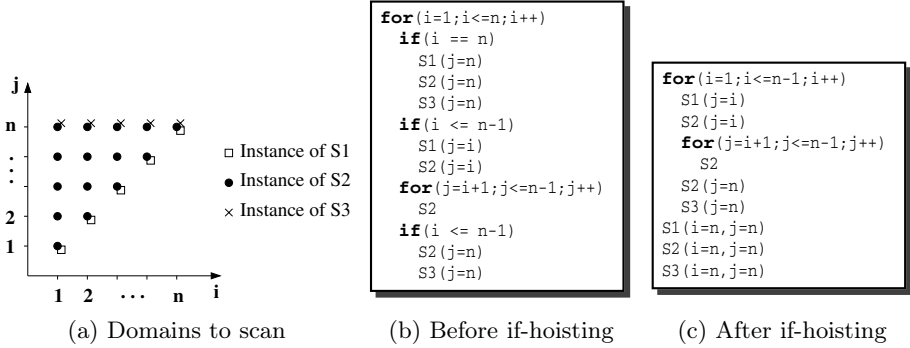 j
n
⋮
2
1
1 2 ··· n i
Instance of S1
Instance of S2
Instance of S3
(a) Domains to scan
for(i=1;i<=n;i++)
if(i == n)
S1(j=n)
S2(j=n)
S3(j=n)
if(i <= n-1)
S1(j=i)
S2(j=i)
for(j=i+1;j<=n-1;j++)
S2
if(i <= n-1)
S2(j=n)
S3(j=n)
(b) Before if-hoisting
for(i=1;i<=n-1;i++)
S1(j=i)
S2(j=i)
for(j=i+1;j<=n-1;j++)
S2
S2(j=n)
S3(j=n)
S1(i=n,j=n)
S2(i=n,j=n)
S3(i=n,j=n)
(c) After if-hoisting